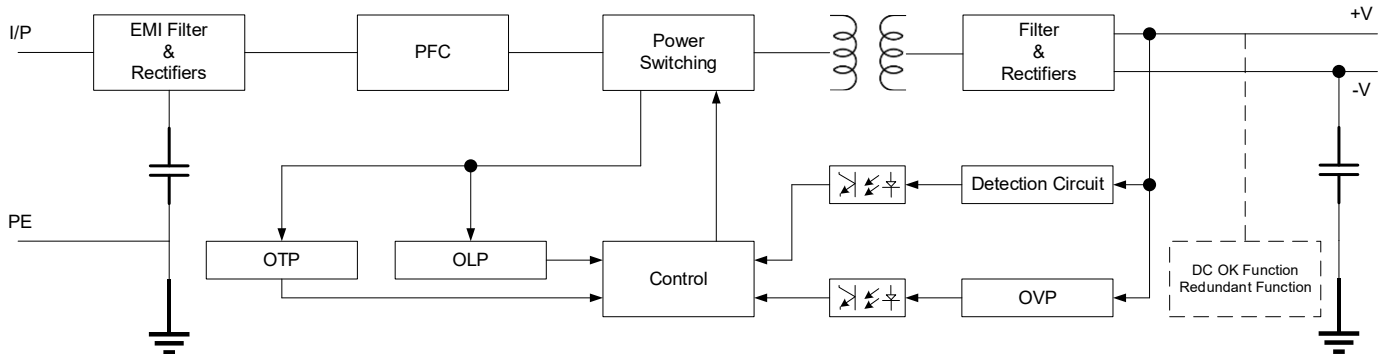 I/P
EMI Filter
&
Rectifiers
PFC
Power
Switching
Filter
&
Rectifiers
+V
-V
Detection Circuit
PE
OTP
OLP
Control
OVP
DC OK Function
Redundant Function